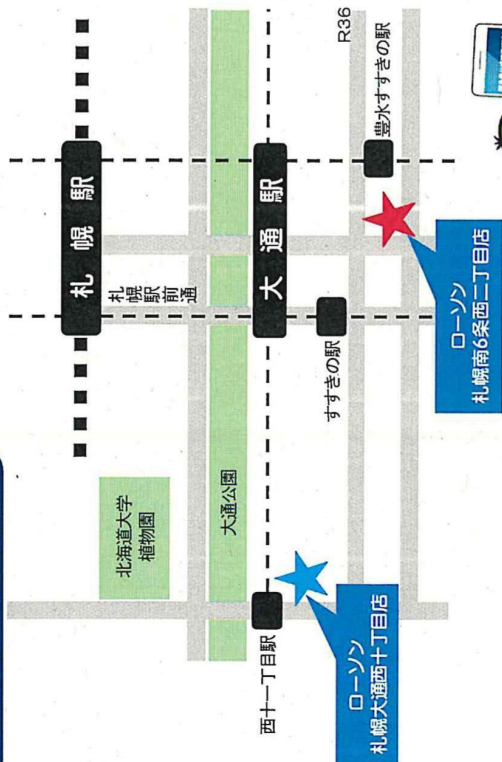 札幌駅
札幌駅前通
北海道大学
植物園
大通公園
大通駅
西十一丁目駅
すすきの駅
R36
豊水すすきの駅
ローソン
札幌大通西十丁目店
ローソン
札幌南6条西二丁目店